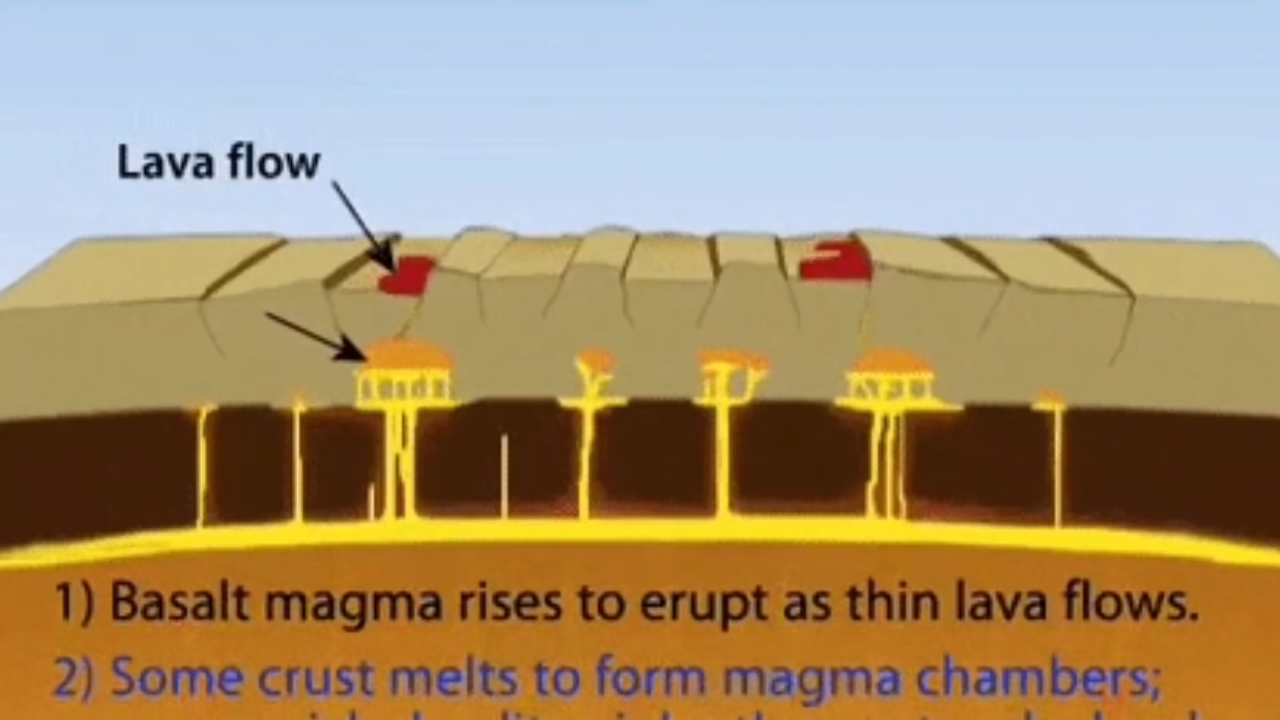 Lava flow
1) Basalt magma rises to erupt as thin lava flows.
2) Some crust melts to form magma chambers;